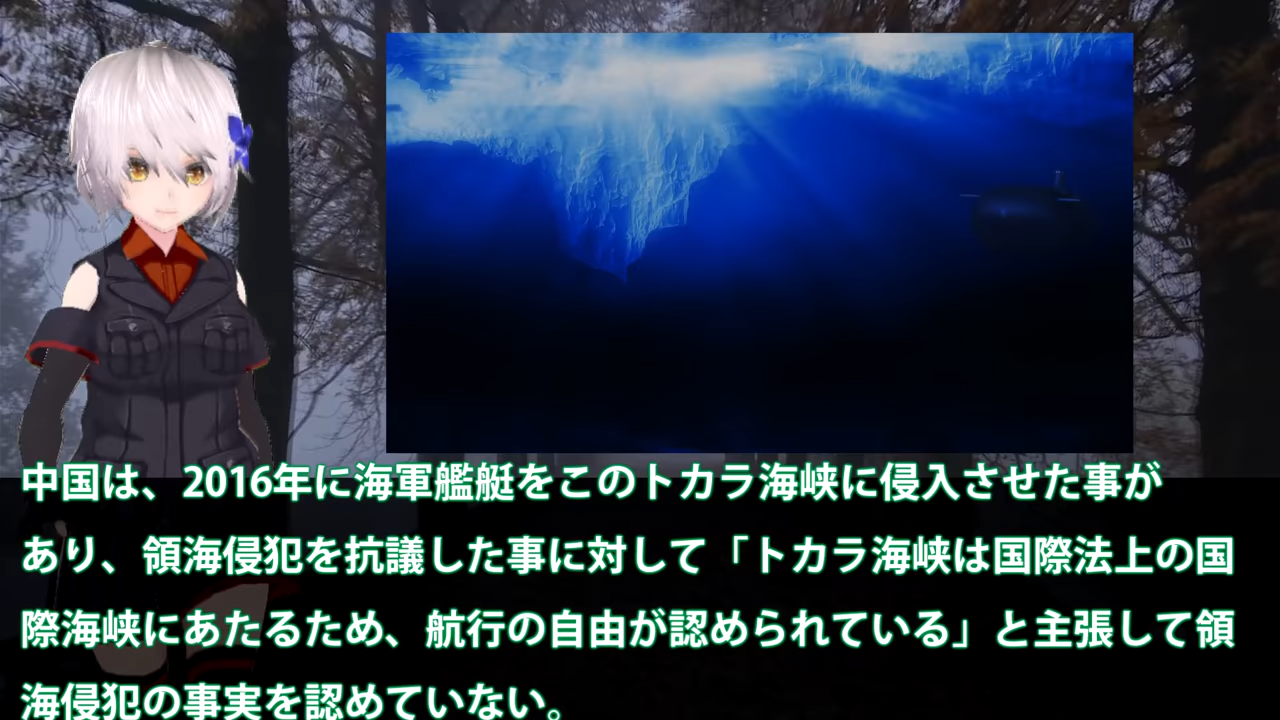 中国は、2016年に海軍艦艇をこのトカラ海峡に侵入させた事が
あり、領海侵犯を抗議した事に対して「トカラ海峡は国際法上の国
際海峡にあたるため、航行の自由が認められている」と主張して領
海侵犯の事実を認めていない。